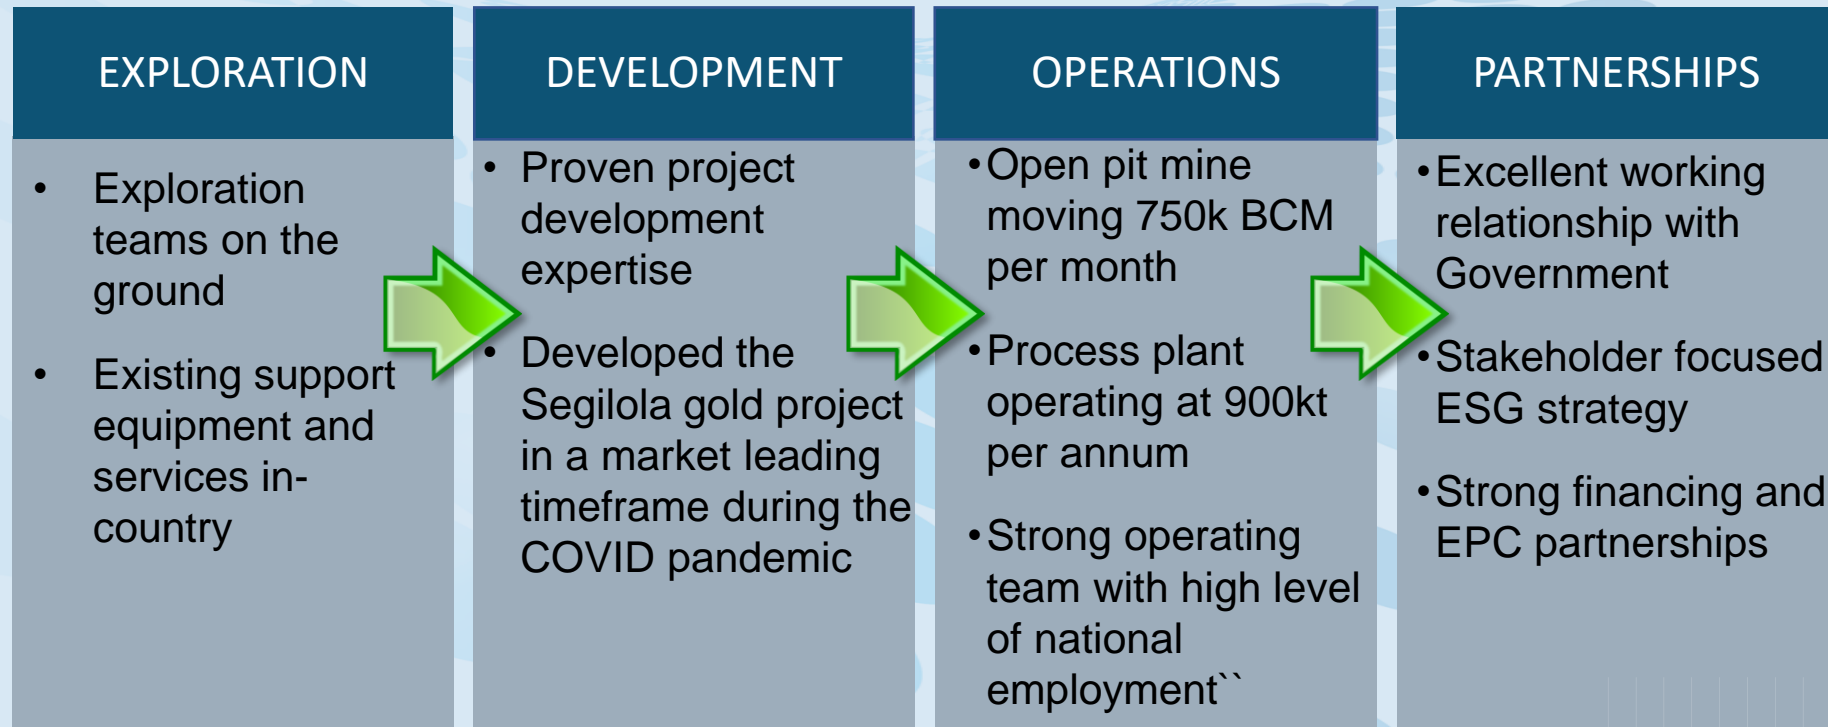 EXPLORATION
• Exploration
teams on the
ground
• Existing support
equipment and
services in-
country
DEVELOPMENT
• Proven project
development
expertise
• Developed the
Segilola gold project
in a market leading
timeframe during the
COVID pandemic
OPERATIONS
•Open pit mine
moving 750k BCM
per month
•Process plant
operating at 900kt
per annum
•Strong operating
team with high level
of national
employment``
PARTNERSHIPS
•Excellent working
relationship with
Government
•Stakeholder focused
ESG strategy
•Strong financing and
EPC partnerships